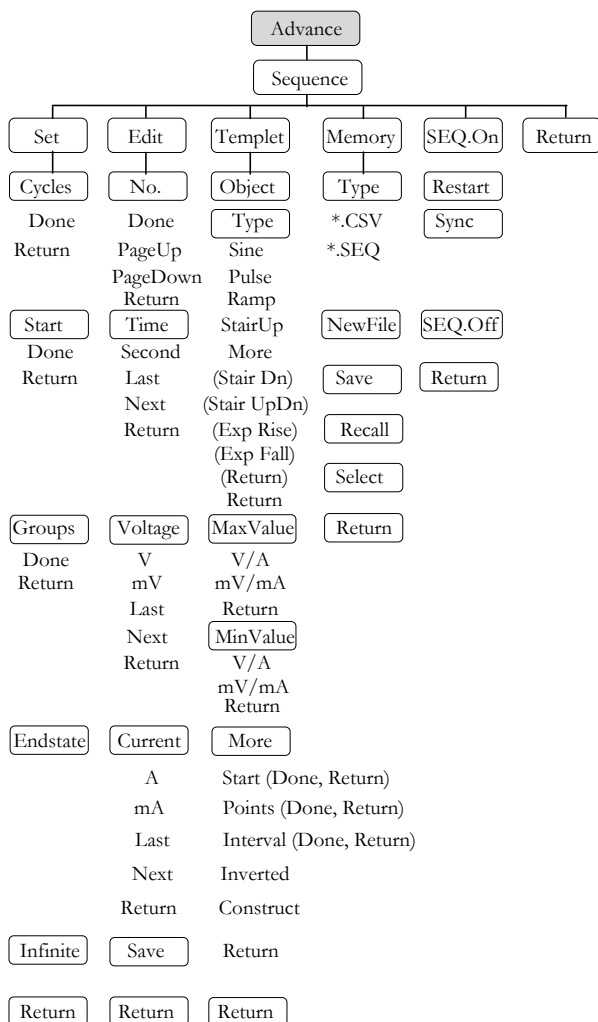 Advance
Sequence
Set Edit Templet Memory SEQ.On Return
Cycles No. Object Type Restart
Done Done Type *.CSV Sync
Return PageUp Sine *.SEQ
PageDown Pulse
Return Ramp
Start Time StairUp NewFile SEQ.Off
Done Second More
Return Last (Stair Dn) Save Return
Next (Stair UpDn)
Return (Exp Rise) Recall
(Exp Fall)
(Return) Select
Return
Groups Voltage MaxValue Return
Done V V/A
Return mV mV/mA
Last Return
Next MinValue
Return V/A
mV/mA
Return
Endstate Current More
A Start (Done, Return)
mA Points (Done, Return)
Last Interval (Done, Return)
Next Inverted
Return Construct
Infinite Save Return
Return Return Return